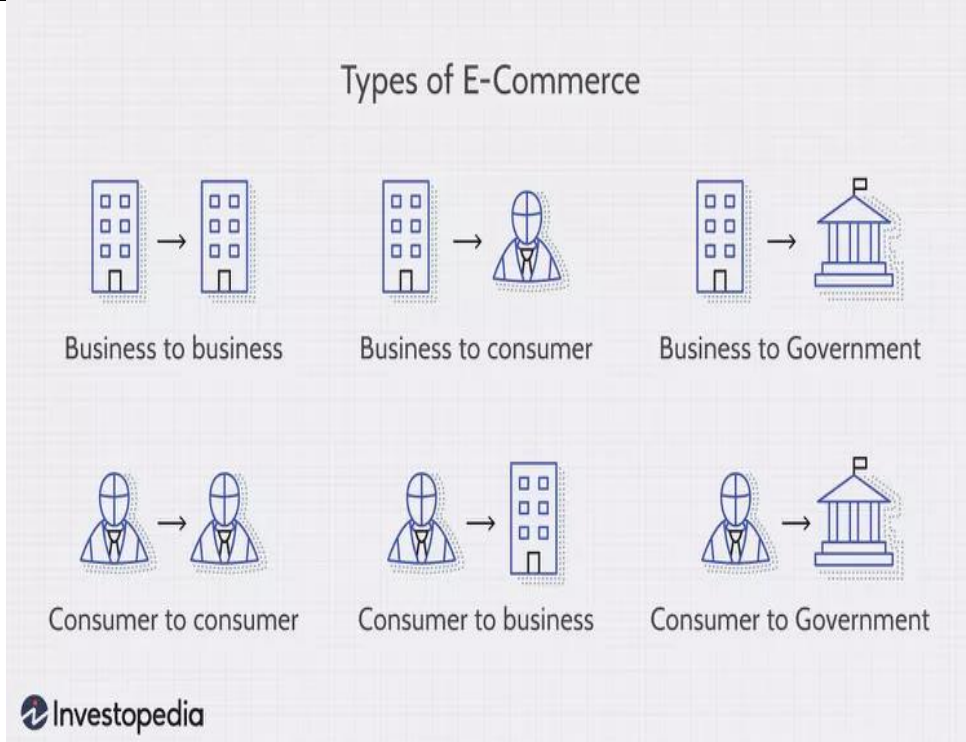 Types of E-Commerce
Business to business
Business to consumer
Business to Government
Consumer to consumer
Consumer to business
Consumer to Government
Investopedia